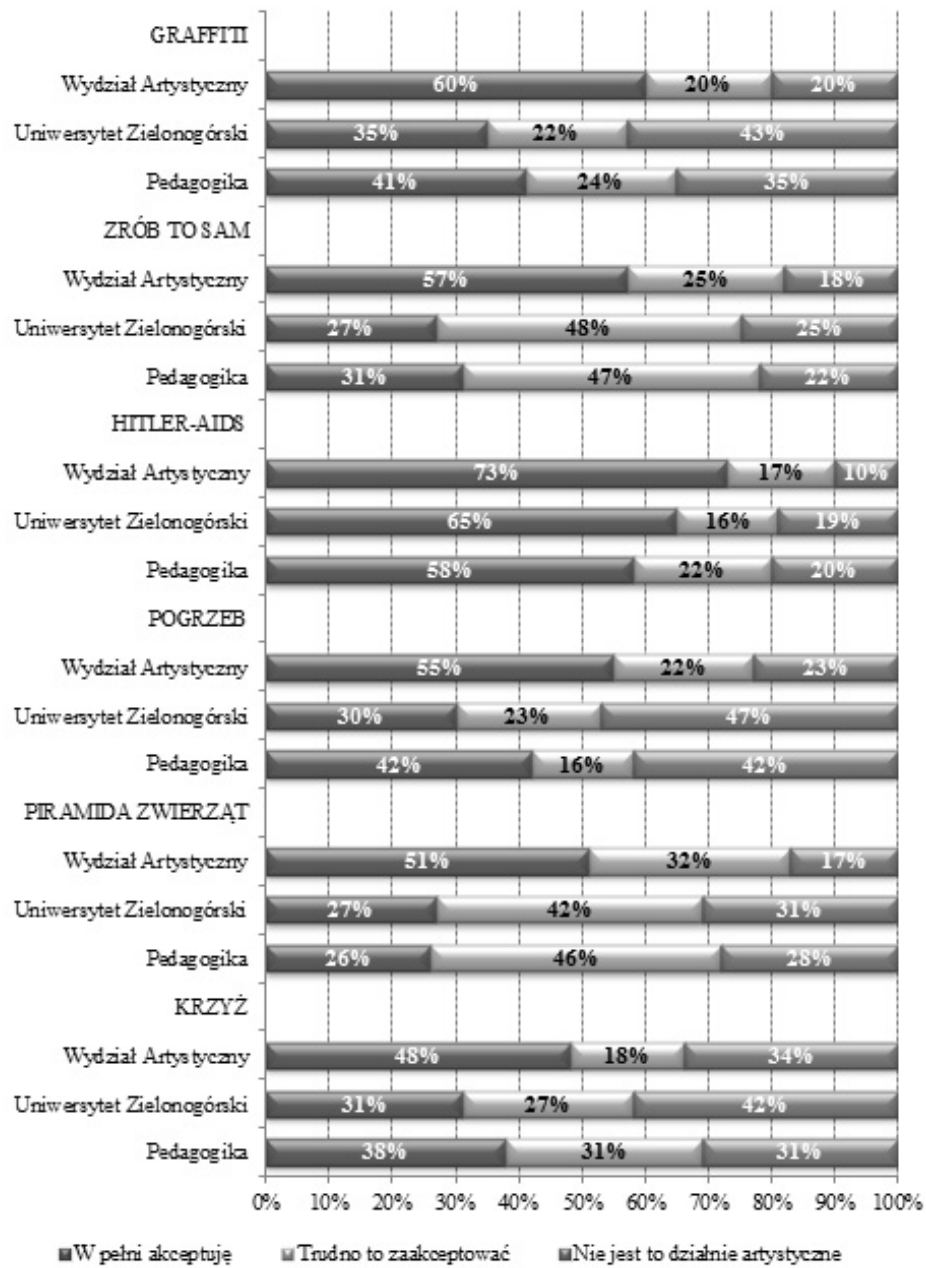 GRAFFITI
Wydział Artystyczny 60% 20% 20%
Uniwersytet Zielonogórski 35% 22% 43%
Pedagogika 41% 24% 35%
ZRÓB TO SAM
Wydział Artystyczny 57% 25% 18%
Uniwersytet Zielonogórski 27% 48% 25%
Pedagogika 31% 47% 22%
HITLER-AIDS
Wydział Artystyczny 73% 17% 10%
Uniwersytet Zielonogórski 65% 16% 19%
Pedagogika 58% 22% 20%
POGRZEB
Wydział Artystyczny 55% 22% 23%
Uniwersytet Zielonogórski 30% 23% 47%
Pedagogika 42% 16% 42%
PIRAMIDA ZWIERZĄT
Wydział Artystyczny 51% 32% 17%
Uniwersytet Zielonogórski 27% 42% 31%
Pedagogika 26% 46% 28%
KRZYŻ
Wydział Artystyczny 48% 18% 34%
Uniwersytet Zielonogórski 31% 27% 42%
Pedagogika 38% 31% 31%
0% 10% 20% 30% 40% 50% 60% 70% 80% 90% 100%
W pełni akceptuję Trudno to zaakceptować Nie jest to działnie artystyczne